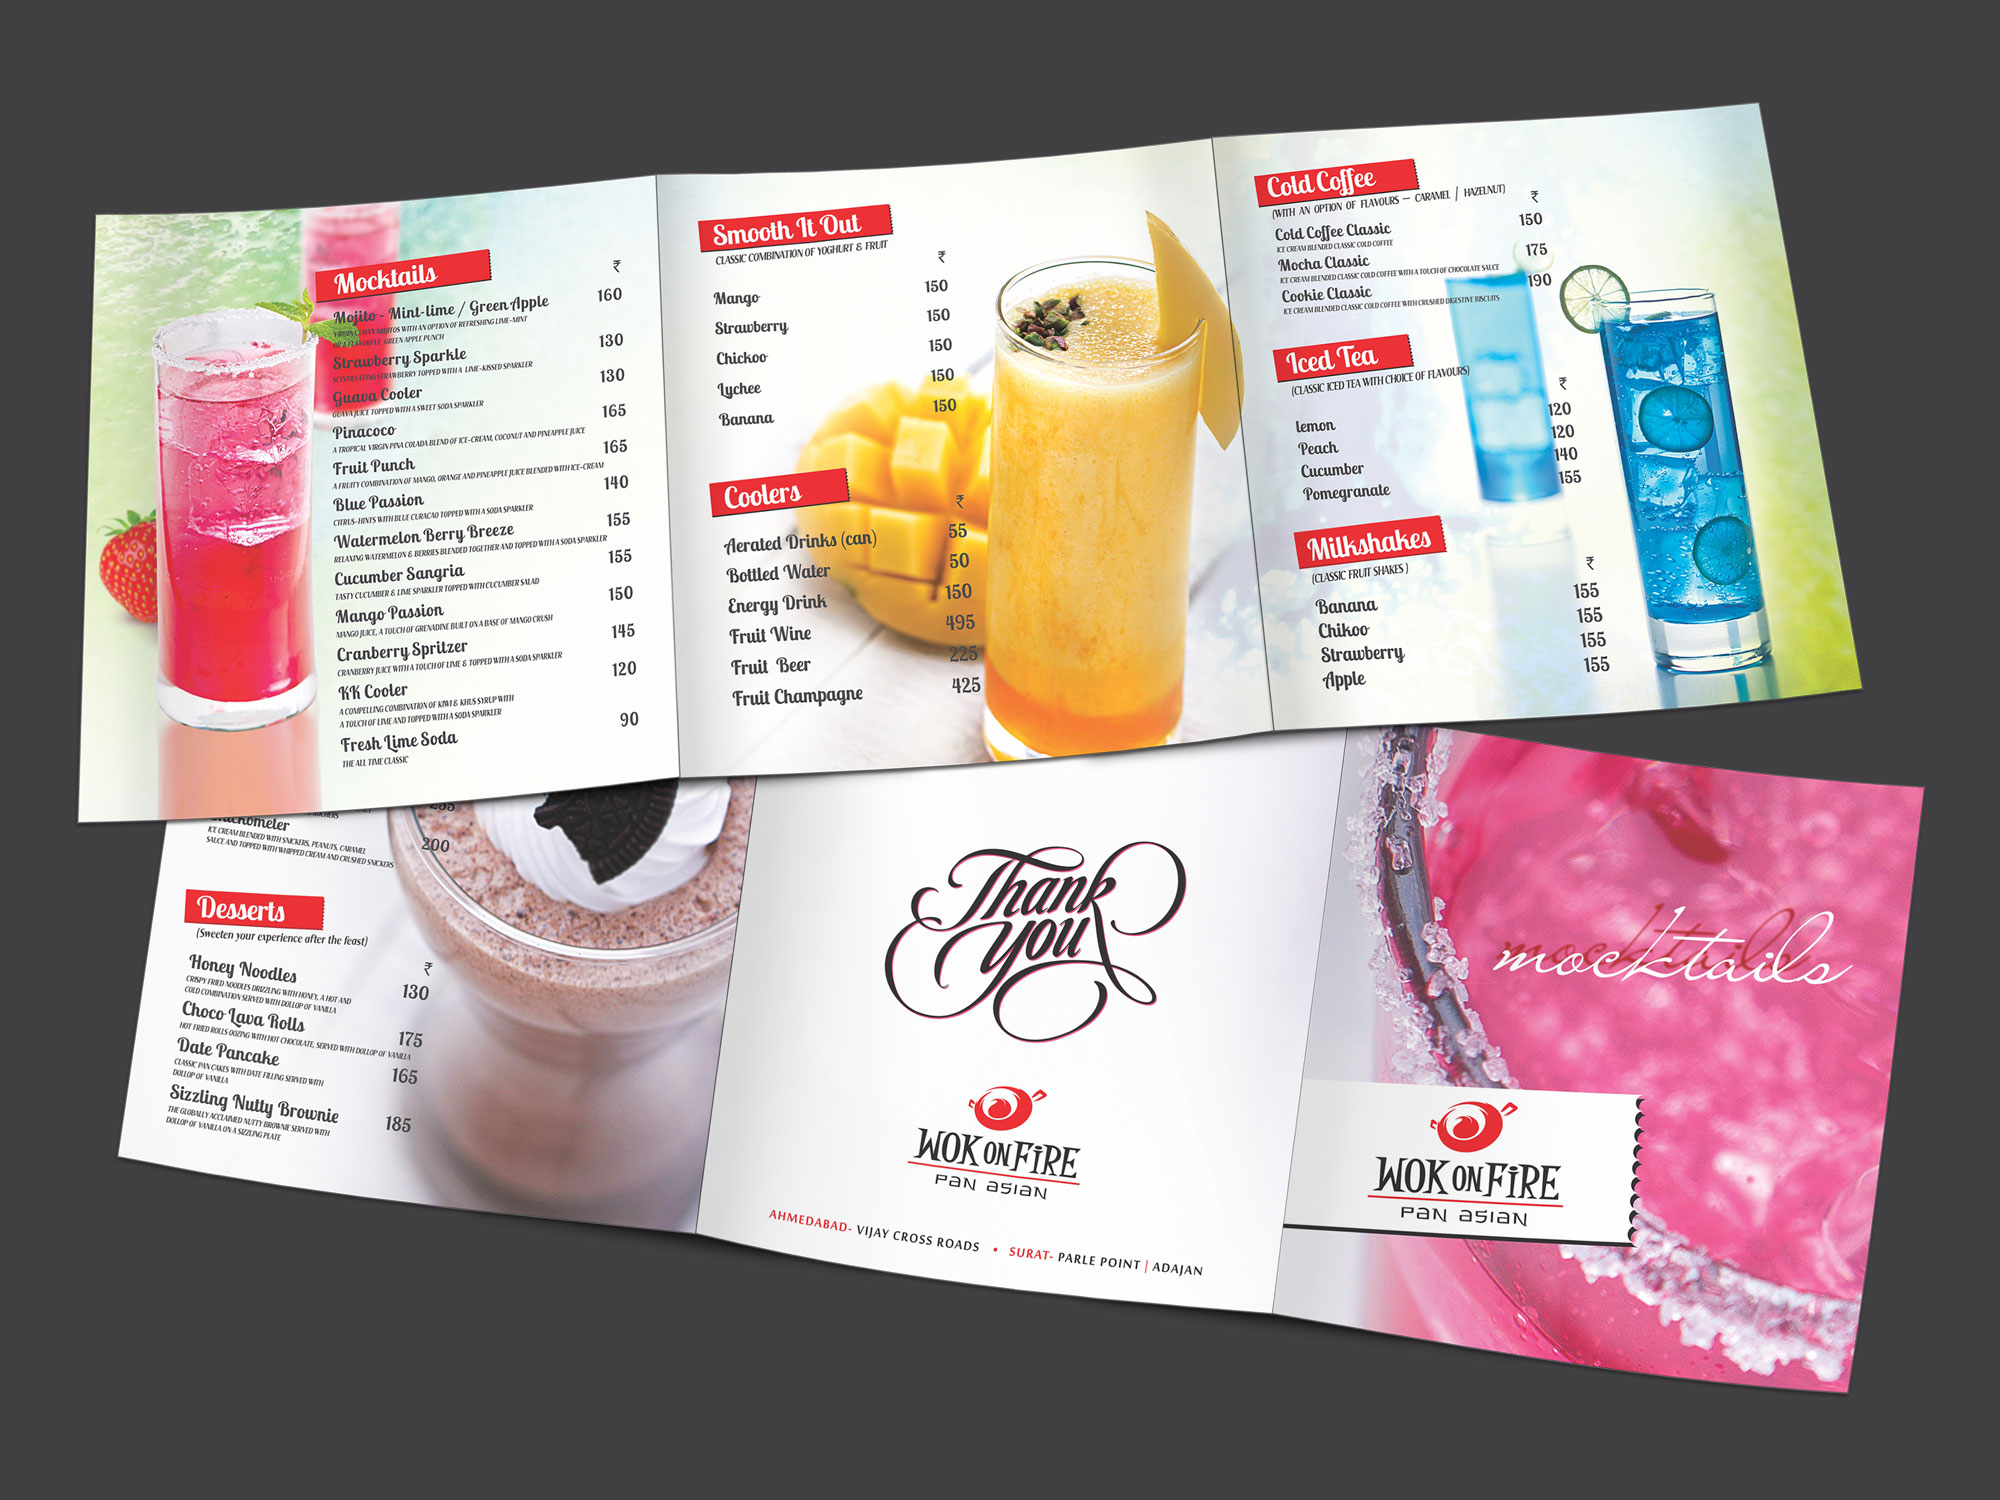 Mocktails
₹
Mojito - Mint-lime / Green Apple 160
VIRGIN CUBAN MOJITOS WITH AN OPTION OF REFRESHING LIME-MINT
OR A FLAVORFUL GREEN APPLE PUNCH
Strawberry Sparkle 130
SCINTILLATING STRAWBERRY TOPPED WITH A LIME-KISSED SPARKLER
Guava Cooler 130
GUAVA JUICE TOPPED WITH A SWEET SODA SPARKLER
Pinacoco 165
A TROPICAL VIRGIN PINA COLADA BLEND OF ICE-CREAM, COCONUT AND PINEAPPLE JUICE
Fruit Punch 165
A FRUITY COMBINATION OF MANGO, ORANGE AND PINEAPPLE JUICE BLENDED WITH ICE-CREAM
Blue Passion 140
CITRUS-HINTS WITH BLUE CURACAO TOPPED WITH A SODA SPARKLER
Watermelon Berry Breeze 155
RELAXING WATERMELON & BERRIES BLENDED TOGETHER AND TOPPED WITH A SODA SPARKLER
Cucumber Sangria 155
TASTY CUCUMBER & LIME SPARKLER TOPPED WITH CUCUMBER SALAD
Mango Passion 150
MANGO JUICE, A TOUCH OF GRENADINE BUILT ON A BASE OF MANGO CRUSH
Cranberry Spritzer 145
CRANBERRY JUICE WITH A TOUCH OF LIME & TOPPED WITH A SODA SPARKLER
KK Cooler 120
A COMPELLING COMBINATION OF KIWI & KHUS SYRUP WITH
A TOUCH OF LIME AND TOPPED WITH A SODA SPARKLER
Fresh Lime Soda 90
THE ALL TIME CLASSIC
Smooth It Out
CLASSIC COMBINATION OF YOGHURT & FRUIT
₹
Mango 150
Strawberry 150
Chickoo 150
Lychee 150
Banana 150
Coolers
₹
Aerated Drinks (can) 55
Bottled Water 50
Energy Drink 150
Fruit Wine 495
Fruit Beer 225
Fruit Champagne 425
Cold Coffee
(WITH AN OPTION OF FLAVOURS — CARAMEL / HAZELNUT)
₹
Cold Coffee Classic 150
ICE CREAM BLENDED CLASSIC COLD COFFEE
Mocha Classic 175
ICE CREAM BLENDED CLASSIC COLD COFFEE WITH A TOUCH OF CHOCOLATE SAUCE
Cookie Classic 190
ICE CREAM BLENDED CLASSIC COLD COFFEE WITH CRUSHED DIGESTIVE BISCUITS
Iced Tea
(CLASSIC ICED TEA WITH CHOICE OF FLAVOURS)
₹
lemon 120
Peach 120
Cucumber 140
Pomegranate 155
Milkshakes
(CLASSIC FRUIT SHAKES )
₹
Banana 155
Chikoo 155
Strawberry 155
Apple 155
200
ICE CREAM BLENDED WITH SNICKERS, PEANUTS, CARAMEL
SAUCE AND TOPPED WITH WHIPPED CREAM AND CRUSHED SNICKERS
Desserts
(Sweeten your experience after the feast)
₹
Honey Noodles 130
CRISPY FRIED NOODLES DRIZZLING WITH HONEY, A HOT AND
COLD COMBINATION SERVED WITH DOLLOP OF VANILLA
Choco Lava Rolls 175
HOT FRIED ROLLS OOZING WITH HOT CHOCOLATE, SERVED WITH DOLLOP OF VANILLA
Date Pancake 165
CLASSIC PAN CAKES WITH DATE FILLING SERVED WITH
DOLLOP OF VANILLA
Sizzling Nutty Brownie 185
THE GLOBALLY ACCLAIMED NUTTY BROWNIE SERVED WITH
DOLLOP OF VANILLA ON A SIZZLING PLATE
Thank
you
WOK ON FIRE
PAN ASIAN
AHMEDABAD- VIJAY CROSS ROADS • SURAT- PARLE POINT | ADAJAN
mocktails
WOK ON FIRE
PAN ASIAN